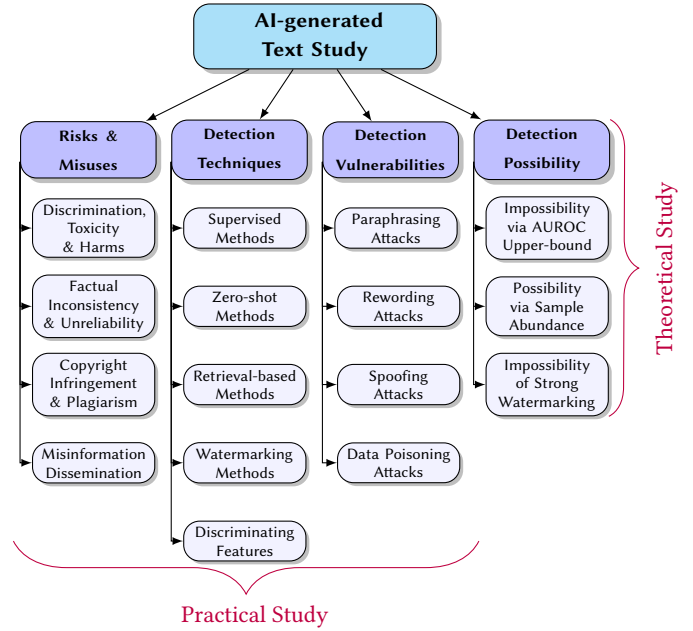 AI-generated
Text Study
Risks &
Misuses
Detection
Techniques
Detection
Vulnerabilities
Detection
Possibility
Discrimination,
Toxicity
& Harms
Supervised
Methods
Paraphrasing
Attacks
Impossibility
via AUROC
Upper-bound
Factual
Inconsistency
& Unreliability
Zero-shot
Methods
Rewording
Attacks
Possibility
via Sample
Abundance
Copyright
Infringement
& Plagiarism
Retrieval-based
Methods
Spoofing
Attacks
Impossibility
of Strong
Watermarking
Misinformation
Dissemination
Watermarking
Methods
Data Poisoning
Attacks
Discriminating
Features
Theoretical Study
Practical Study